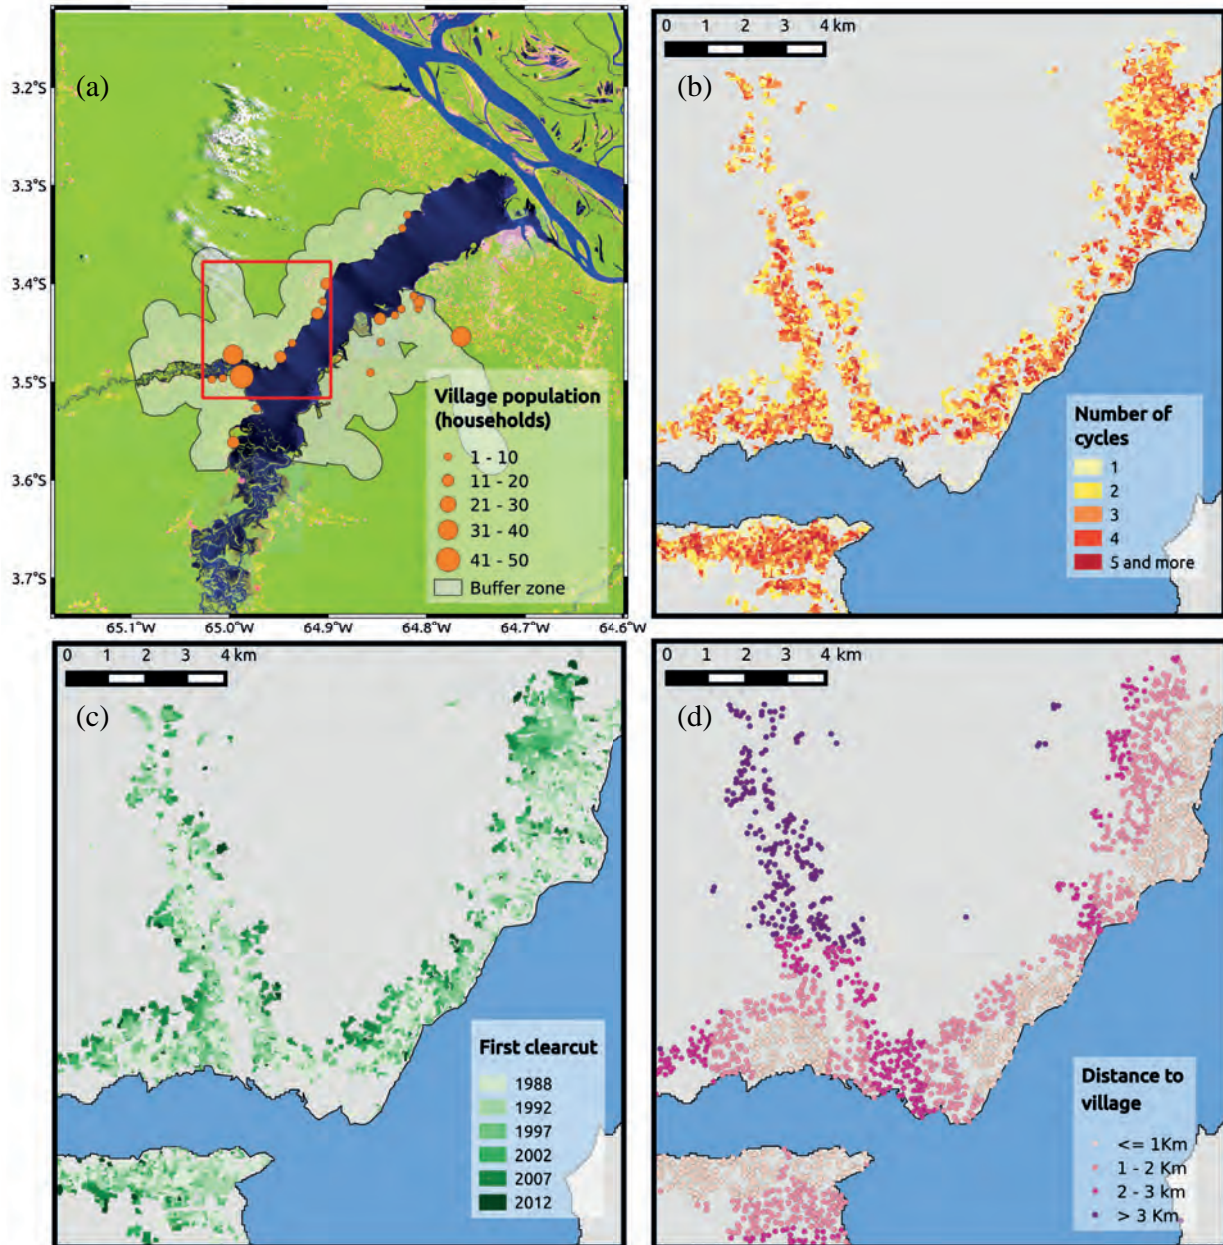 (a)
3.2°S
3.3°S
3.4°S
3.5°S
3.6°S
3.7°S
65.1°W 65.0°W 64.9°W 64.8°W 64.7°W 64.6°W
Village population
(households)
1 - 10
11 - 20
21 - 30
31 - 40
41 - 50
Buffer zone
0 1 2 3 4 km
(b)
Number of
cycles
1
2
3
4
5 and more
0 1 2 3 4 km
(c)
First clearcut
1988
1992
1997
2002
2007
2012
0 1 2 3 4 km
(d)
Distance to
village
<= 1Km
1 - 2 Km
2 - 3 km
> 3 Km